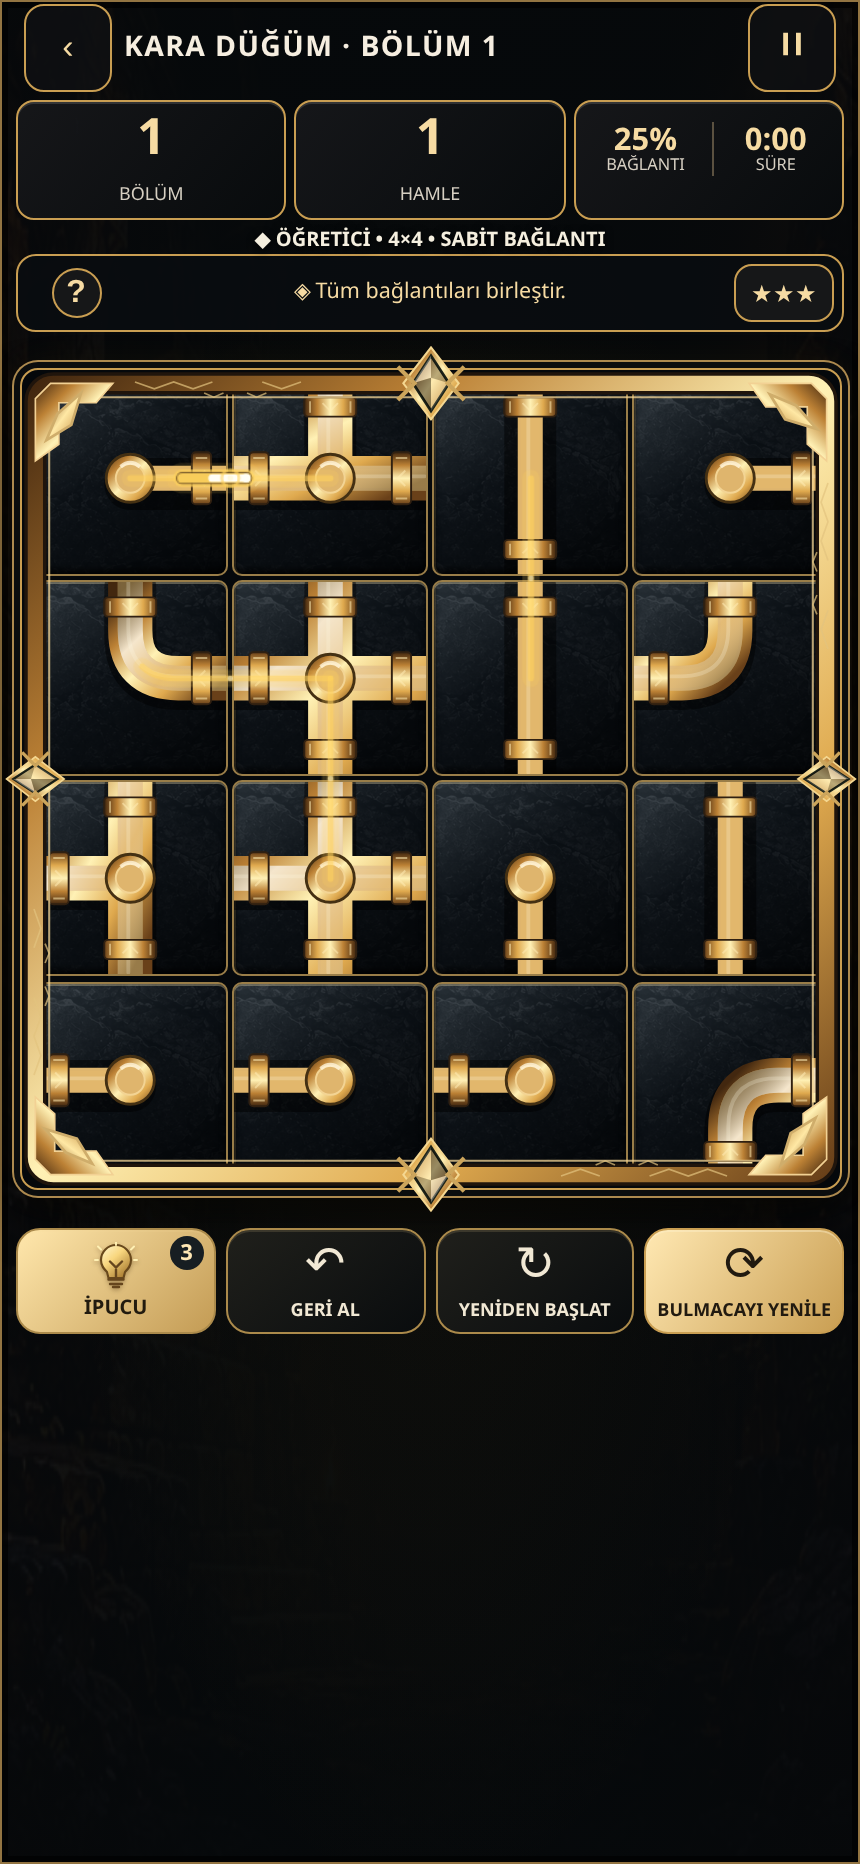 ‹ KARA DÜĞÜM · BÖLÜM 1
1
BÖLÜM
1
HAMLE
25%
BAĞLANTI
0:00
SÜRE
◆ ÖĞRETİCİ • 4×4 • SABİT BAĞLANTI
?
◈ Tüm bağlantıları birleştir.
★★★
3
İPUCU
GERİ AL
YENİDEN BAŞLAT
BULMACAYI YENİLE